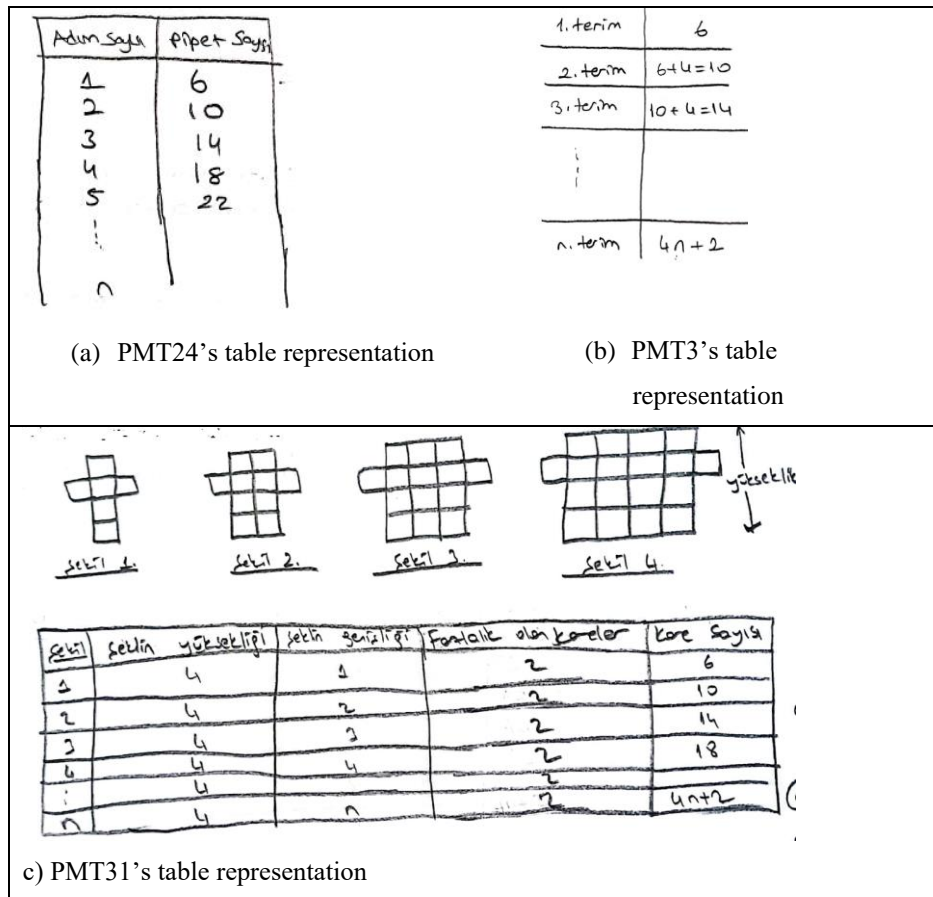 Adım Sayısı Pipet Sayısı
1 6
2 10
3 14
4 18
5 22
n
(a) PMT24’s table representation
1. terim 6
2. terim 6+4=10
3. terim 10+4=14
n. terim 4n+2
(b) PMT3’s table
representation
yükseklik
Şekil 1. Şekil 2. Şekil 3. Şekil 4.
Şekil Şeklin yüksekliği Şeklin genişliği Fazlalık olan kareler Kare Sayısı
1 4 1 2 6
2 4 2 2 10
3 4 3 2 14
4 4 4 2 18
⋮ 4 2
n 4 n 2 4n+2
c) PMT31’s table representation